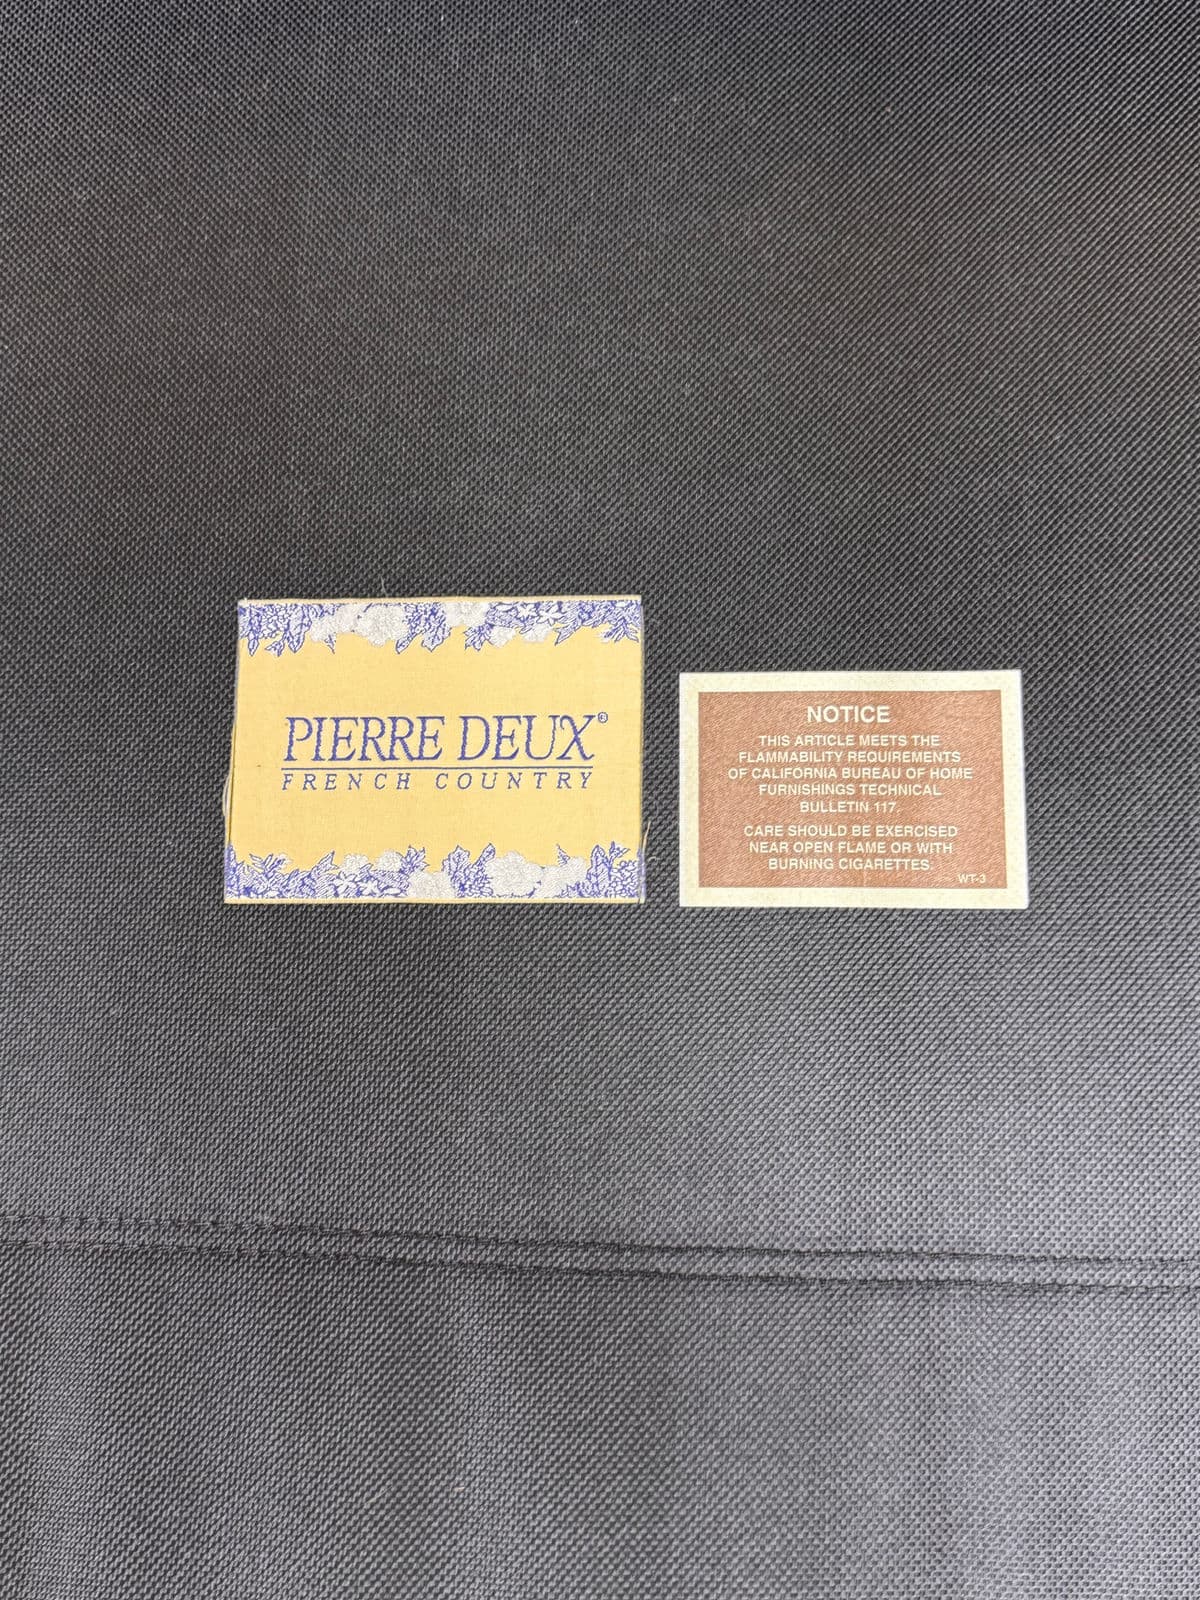 PIERRE DEUX®
FRENCH COUNTRY
NOTICE
THIS ARTICLE MEETS THE
FLAMMABILITY REQUIREMENTS
OF CALIFORNIA BUREAU OF HOME
FURNISHINGS TECHNICAL
BULLETIN 117.
CARE SHOULD BE EXERCISED
NEAR OPEN FLAME OR WITH
BURNING CIGARETTES.
WT-3